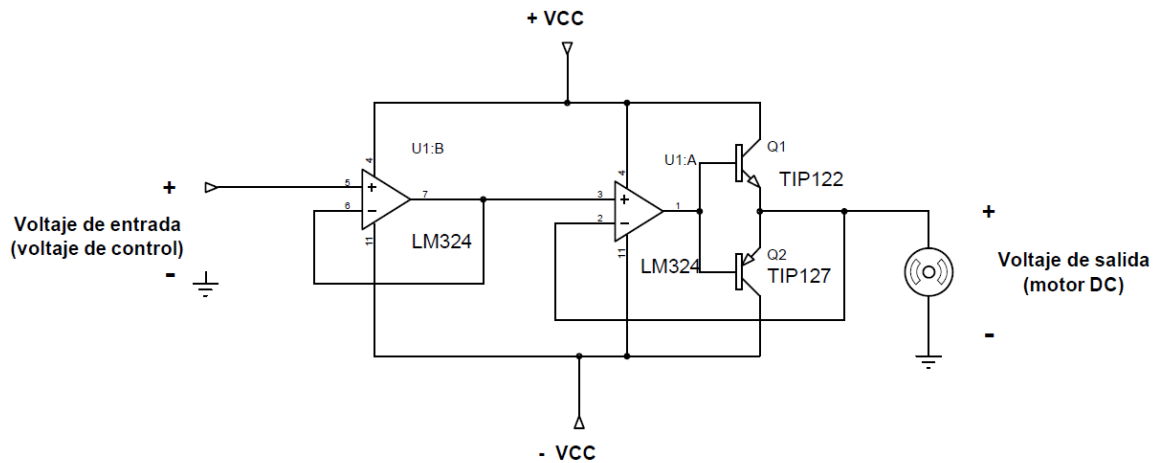 + VCC
U1:B
4
5
+
6
-
7
11
LM324
+
Voltaje de entrada
(voltaje de control)
-
4
3
+
2
-
1
11
U1:A
LM324
Q1
TIP122
Q2
TIP127
+
Voltaje de salida
(motor DC)
-
- VCC